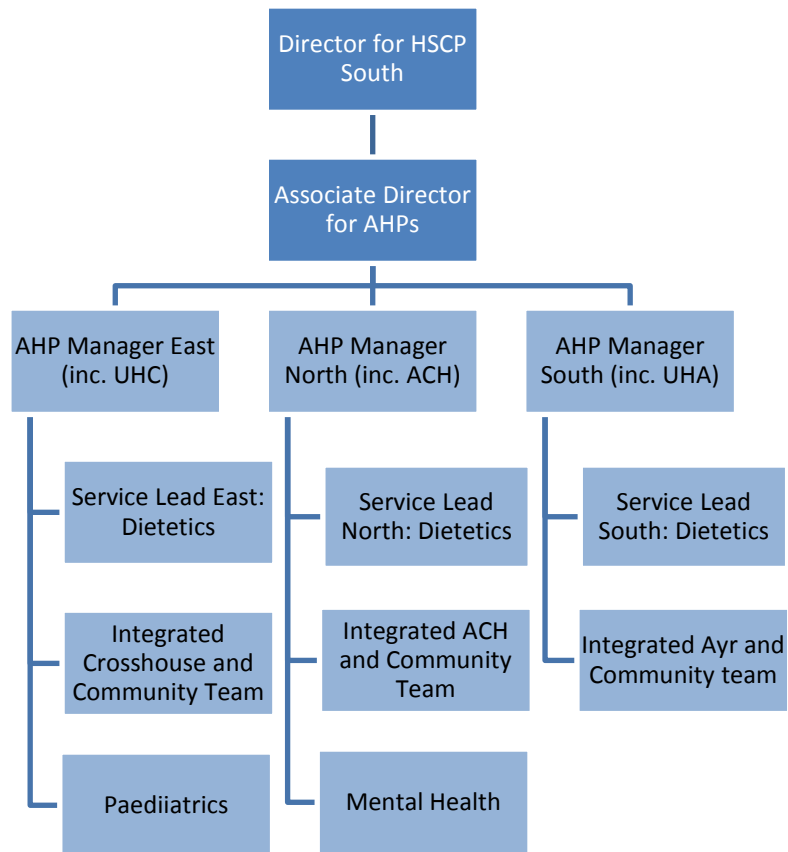 Director for HSCP
South
Associate Director
for AHPs
AHP Manager East
(inc. UHC)
AHP Manager
North (inc. ACH)
AHP Manager
South (inc. UHA)
Service Lead East:
Dietetics
Service Lead
North: Dietetics
Service Lead
South: Dietetics
Integrated
Crosshouse and
Community Team
Integrated ACH
and Community
Team
Integrated Ayr and
Community team
Paediiatrics
Mental Health